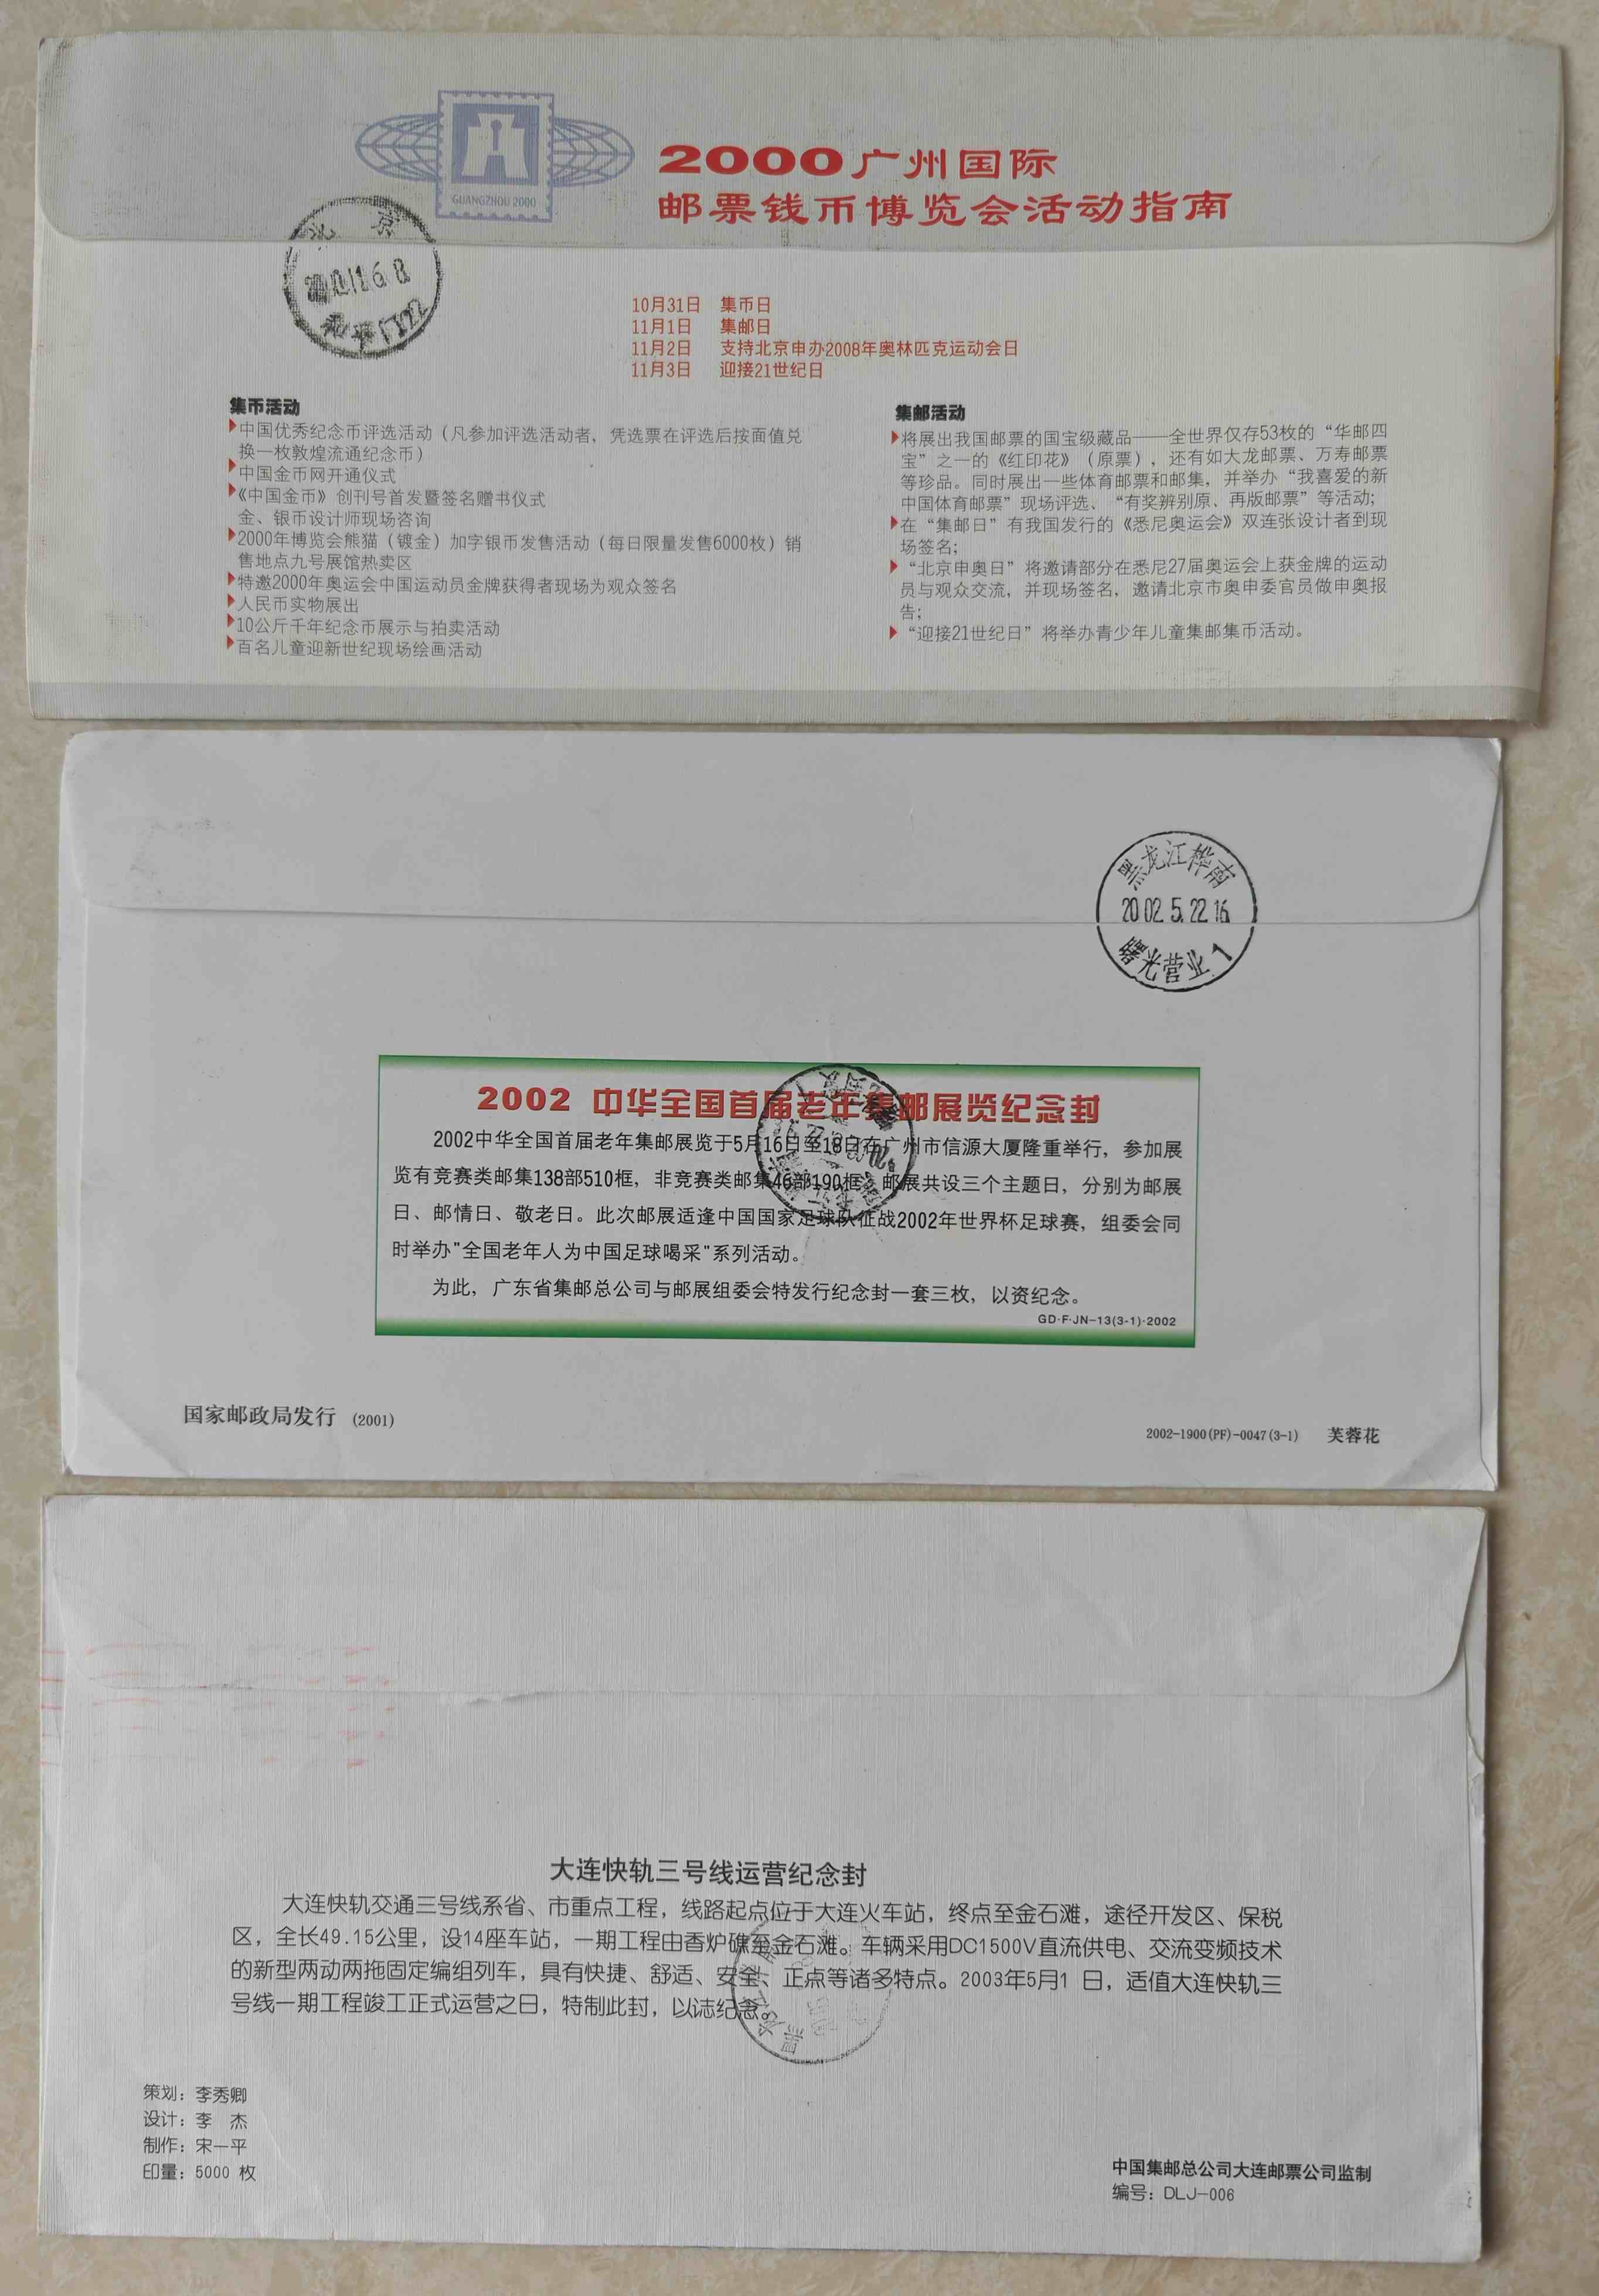 GUANGZHOU 2000
2000广州国际
邮票钱币博览会活动指南
北京
10月31日 集币日
11月1日 集邮日
11月2日 支持北京申办2008年奥林匹克运动会日
11月3日 迎接21世纪日
集币活动
中国优秀纪念币评选活动（凡参加评选活动者，凭选票在评选后按面值兑
换一枚敦煌流通纪念币）
中国金币网开通仪式
《中国金币》创刊号首发暨签名赠书仪式
金、银币设计师现场咨询
2000年博览会熊猫（镀金）加字银币发售活动（每日限量发售6000枚）销
售地点九号展馆热卖区
特邀2000年奥运会中国运动员金牌获得者现场为观众签名
人民币实物展出
10公斤千年纪念币展示与拍卖活动
百名儿童迎新世纪现场绘画活动
集邮活动
将展出我国邮票的国宝级藏品——全世界仅存53枚的“华邮四
宝”之一的《红印花》（原票），还有如大龙邮票、万寿邮票
等珍品。同时展出一些体育邮票和邮集，并举办“我喜爱的新
中国体育邮票”现场评选、“有奖辨别原、再版邮票”等活动;
在“集邮日”有我国发行的《悉尼奥运会》双连张设计者到现
场签名;
“北京申奥日”将邀请部分在悉尼27届奥运会上获金牌的运动
员与观众交流，并现场签名，邀请北京市奥申委官员做申奥报
告;
“迎接21世纪日”将举办青少年儿童集邮集币活动。
黑龙江桦南
2002.5.22.16
曙光营业1
2002 中华全国首届老年集邮展览纪念封
2002中华全国首届老年集邮展览于5月16日至18日在广州市信源大厦隆重举行，参加展
览有竞赛类邮集138部510框，非竞赛类邮集46部190框。邮展共设三个主题日，分别为邮展
日、邮情日、敬老日。此次邮展适逢中国国家足球队征战2002年世界杯足球赛，组委会同
时举办"全国老年人为中国足球喝采"系列活动。
为此，广东省集邮总公司与邮展组委会特发行纪念封一套三枚，以资纪念。
GD·F·JN-13(3-1)·2002
国家邮政局发行 (2001)
2002-1900(PF)-0047(3-1) 芙蓉花
大连快轨三号线运营纪念封
大连快轨交通三号线系省、市重点工程，线路起点位于大连火车站，终点至金石滩，途径开发区、保税
区，全长49.15公里，设14座车站，一期工程由香炉礁至金石滩。车辆采用DC1500V直流供电、交流变频技术
的新型两动两拖固定编组列车，具有快捷、舒适、安全、正点等诸多特点。2003年5月1 日，适值大连快轨三
号线一期工程竣工正式运营之日，特制此封，以志纪念。
策划：李秀卿
设计：李 杰
制作：宋一平
印量：5000 枚
中国集邮总公司大连邮票公司监制
编号：DLJ-006